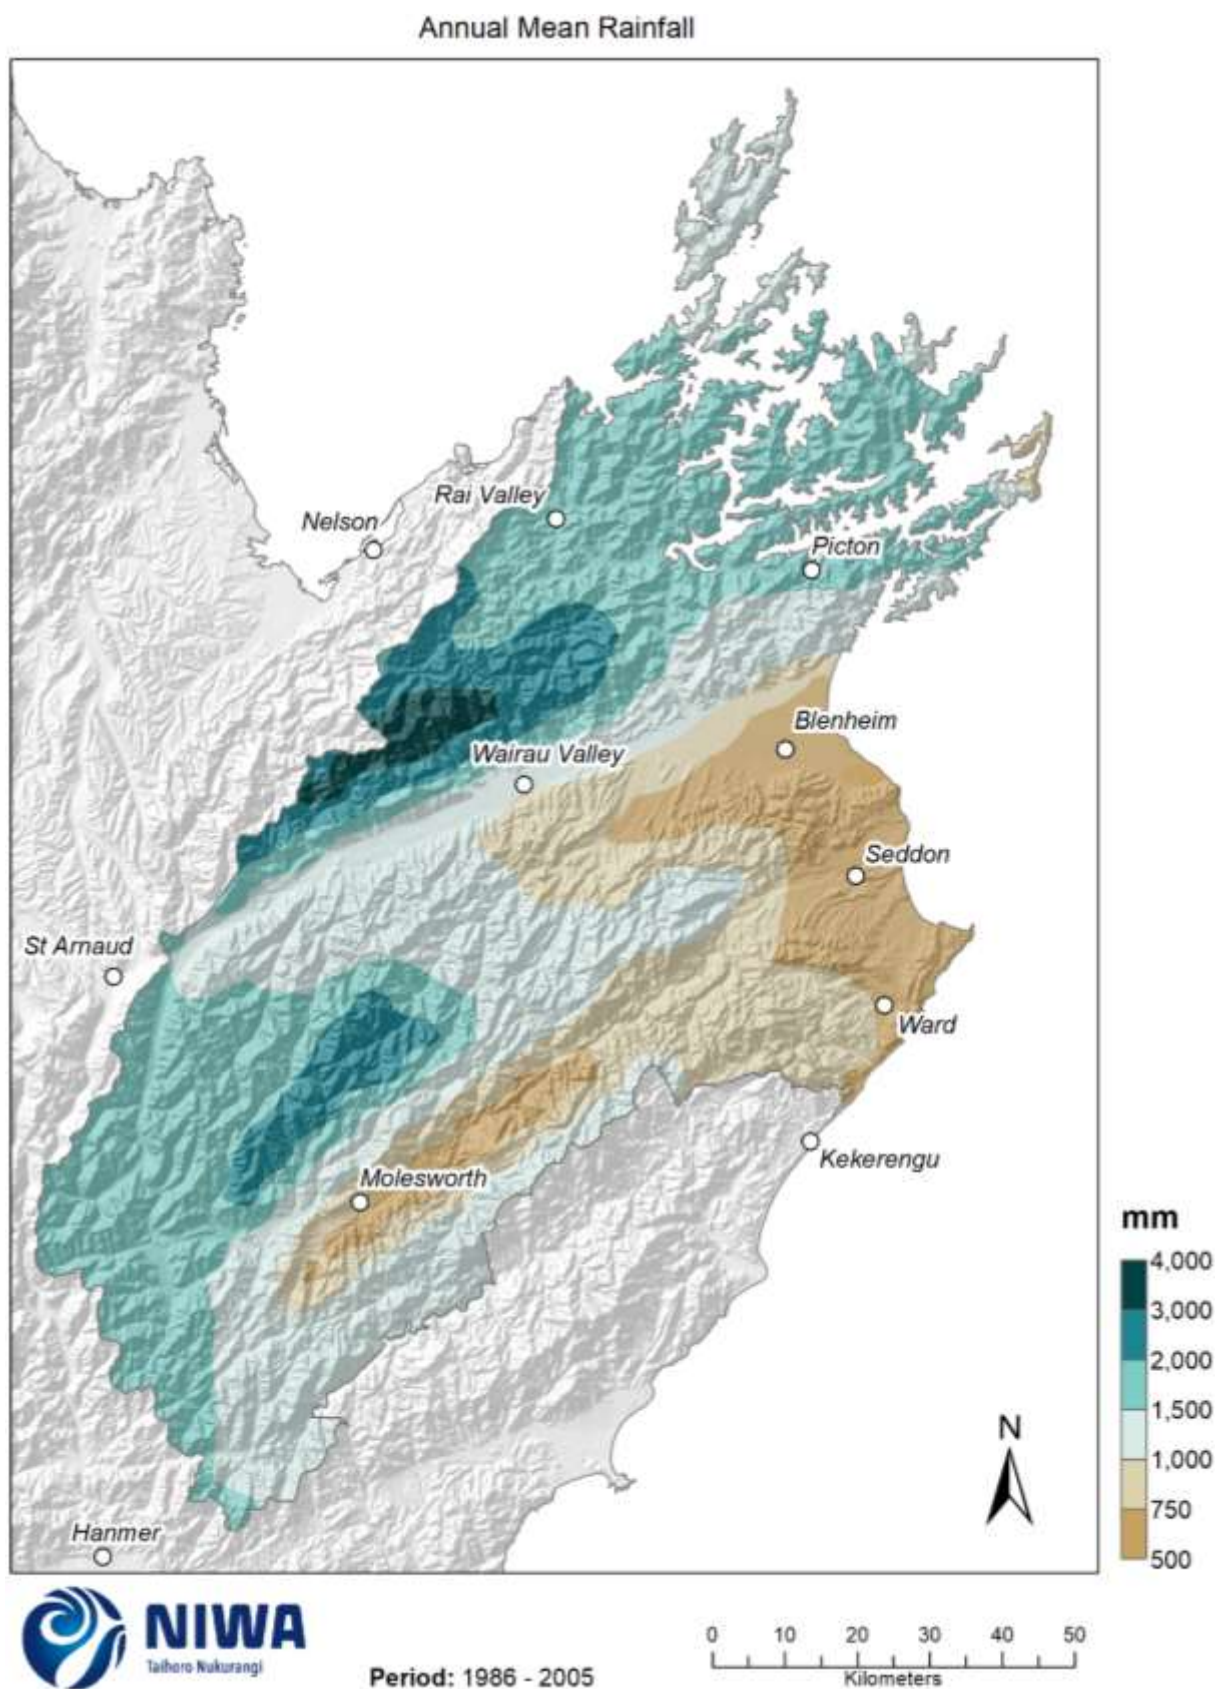 Annual Mean Rainfall
Rai Valley
Nelson
Picton
Blenheim
Wairau Valley
Seddon
St Arnaud
Ward
Kekerengu
Molesworth
mm
4,000
3,000
2,000
1,500
1,000
750
500
N
Hanmer
NIWA
Taihoro Nukurangi
Period: 1986 - 2005
0 10 20 30 40 50
Kilometers